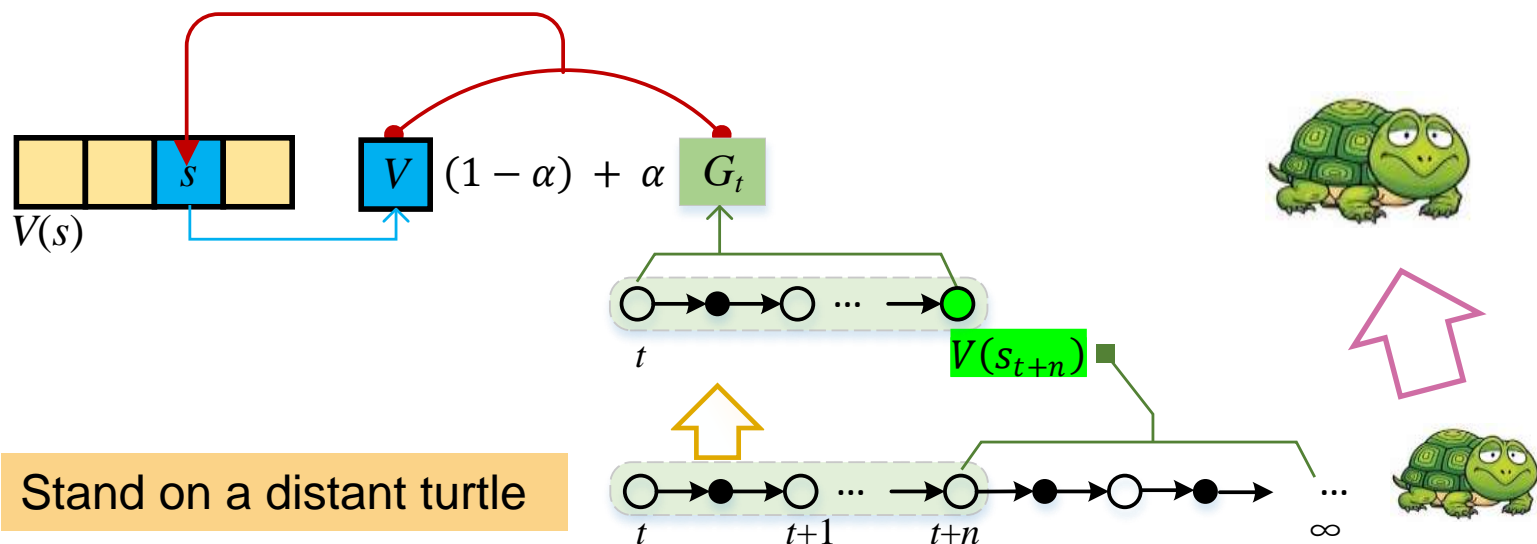 s V (1 − α) + α G_t
V(s)
t
V(s_{t+n})
...
Stand on a distant turtle
... ...
t t+1 t+n ∞